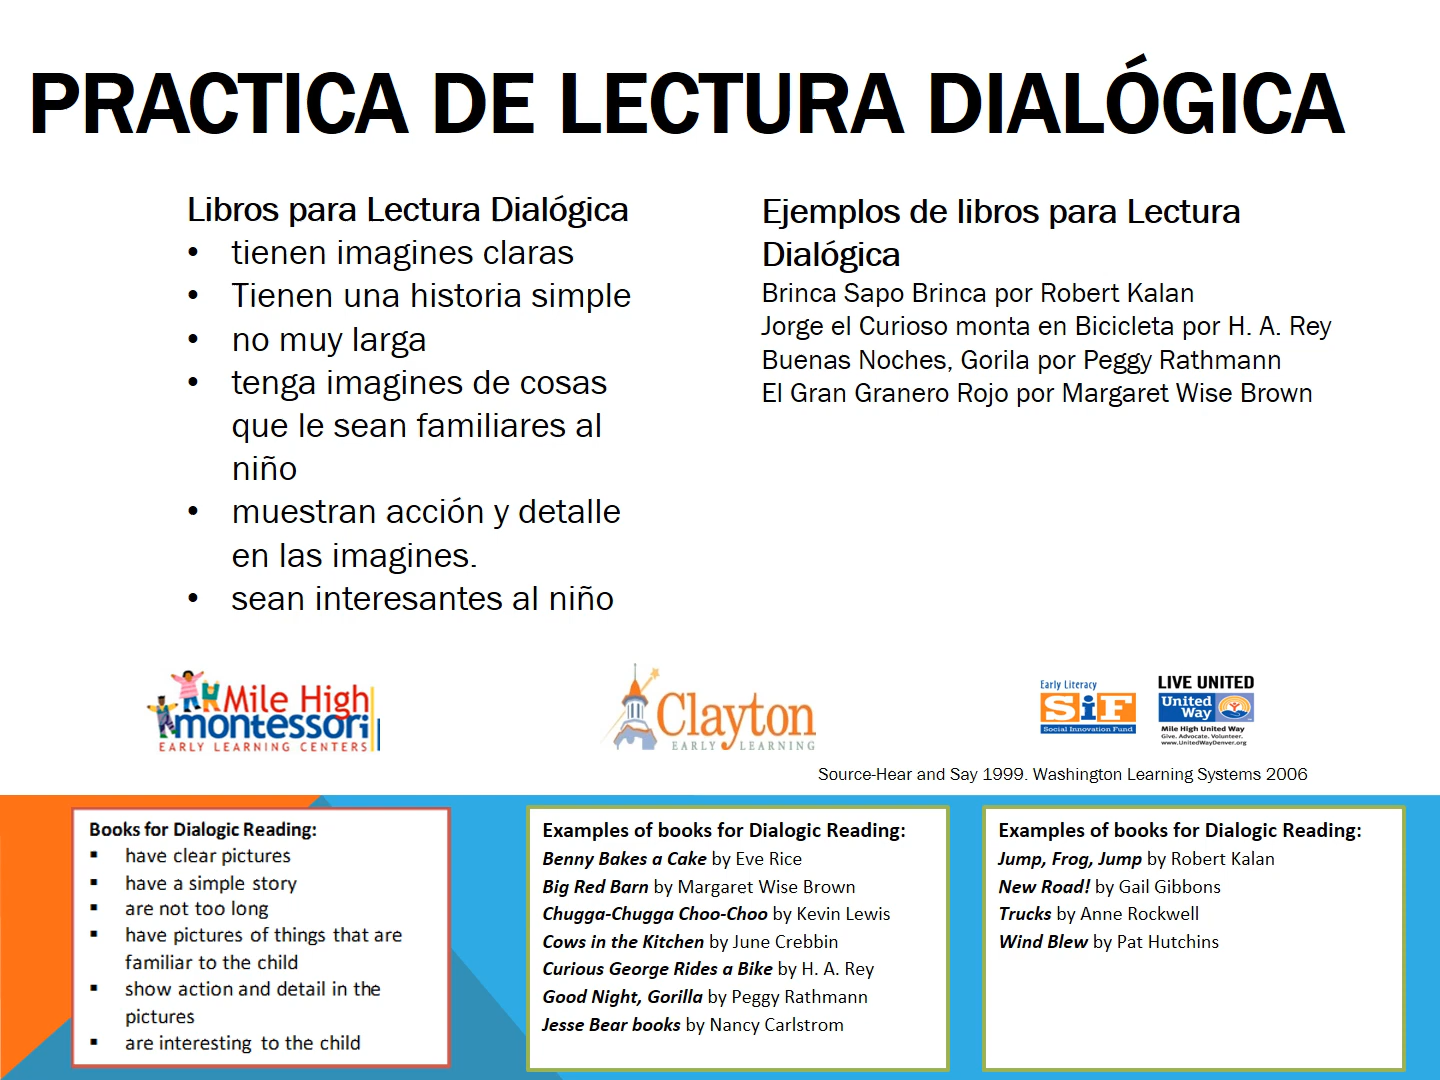 PRACTICA DE LECTURA DIALÓGICA
Libros para Lectura Dialógica
• tienen imagines claras
• Tienen una historia simple
• no muy larga
• tenga imagines de cosas
que le sean familiares al
niño
• muestran acción y detalle
en las imagines.
• sean interesantes al niño
Ejemplos de libros para Lectura
Dialógica
Brinca Sapo Brinca por Robert Kalan
Jorge el Curioso monta en Bicicleta por H. A. Rey
Buenas Noches, Gorila por Peggy Rathmann
El Gran Granero Rojo por Margaret Wise Brown
Mile High
montessori
EARLY LEARNING CENTERS
Clayton
EARLY LEARNING
Early Literacy
SiF
Social Innovation Fund
LIVE UNITED
United
Way
Mile High United Way
Give. Advocate. Volunteer.
www.UnitedWayDenver.org
Source-Hear and Say 1999. Washington Learning Systems 2006
Books for Dialogic Reading:
▪ have clear pictures
▪ have a simple story
▪ are not too long
▪ have pictures of things that are
familiar to the child
▪ show action and detail in the
pictures
▪ are interesting to the child
Examples of books for Dialogic Reading:
Benny Bakes a Cake by Eve Rice
Big Red Barn by Margaret Wise Brown
Chugga-Chugga Choo-Choo by Kevin Lewis
Cows in the Kitchen by June Crebbin
Curious George Rides a Bike by H. A. Rey
Good Night, Gorilla by Peggy Rathmann
Jesse Bear books by Nancy Carlstrom
Examples of books for Dialogic Reading:
Jump, Frog, Jump by Robert Kalan
New Road! by Gail Gibbons
Trucks by Anne Rockwell
Wind Blew by Pat Hutchins